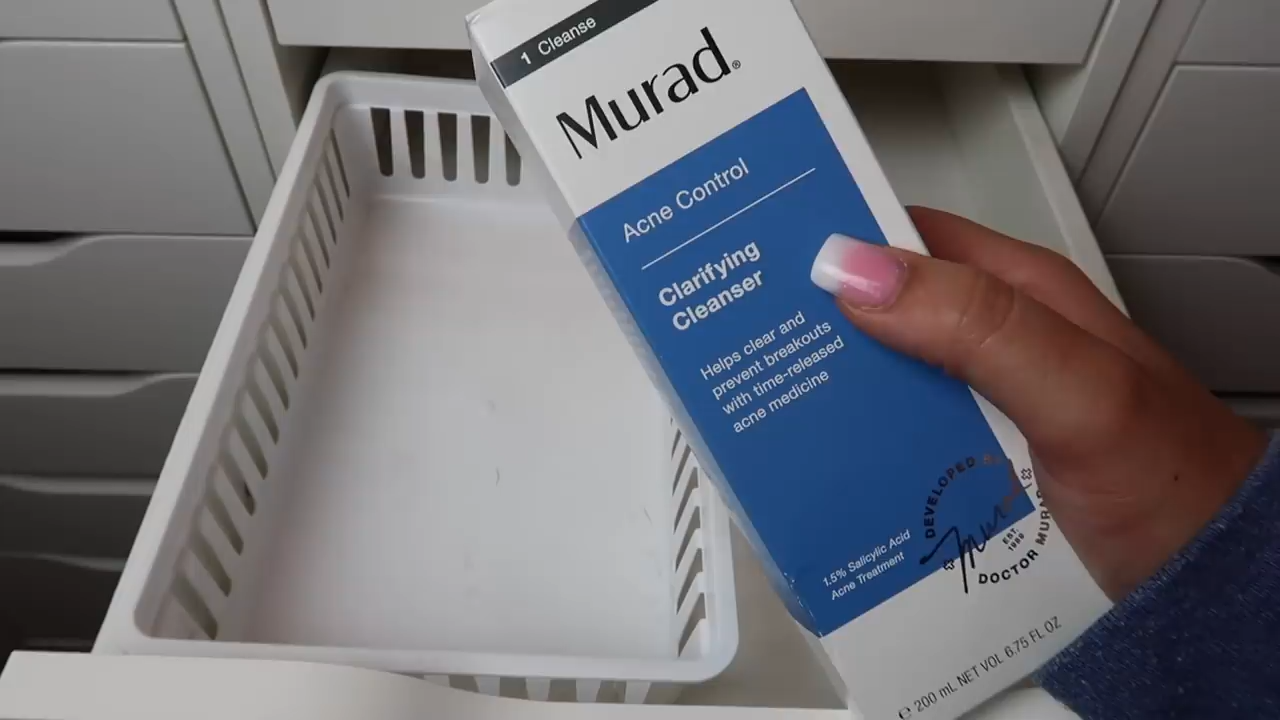 1 Cleanse
Murad®
Acne Control
Clarifying
Cleanser
Helps clear and
prevent breakouts
with time-released
acne medicine
1.5% Salicylic Acid
Acne Treatment
DEVELOPED
Murad
EST.
1989
DOCTOR MURAD
℮ 200 mL NET VOL 6.75 FL OZ